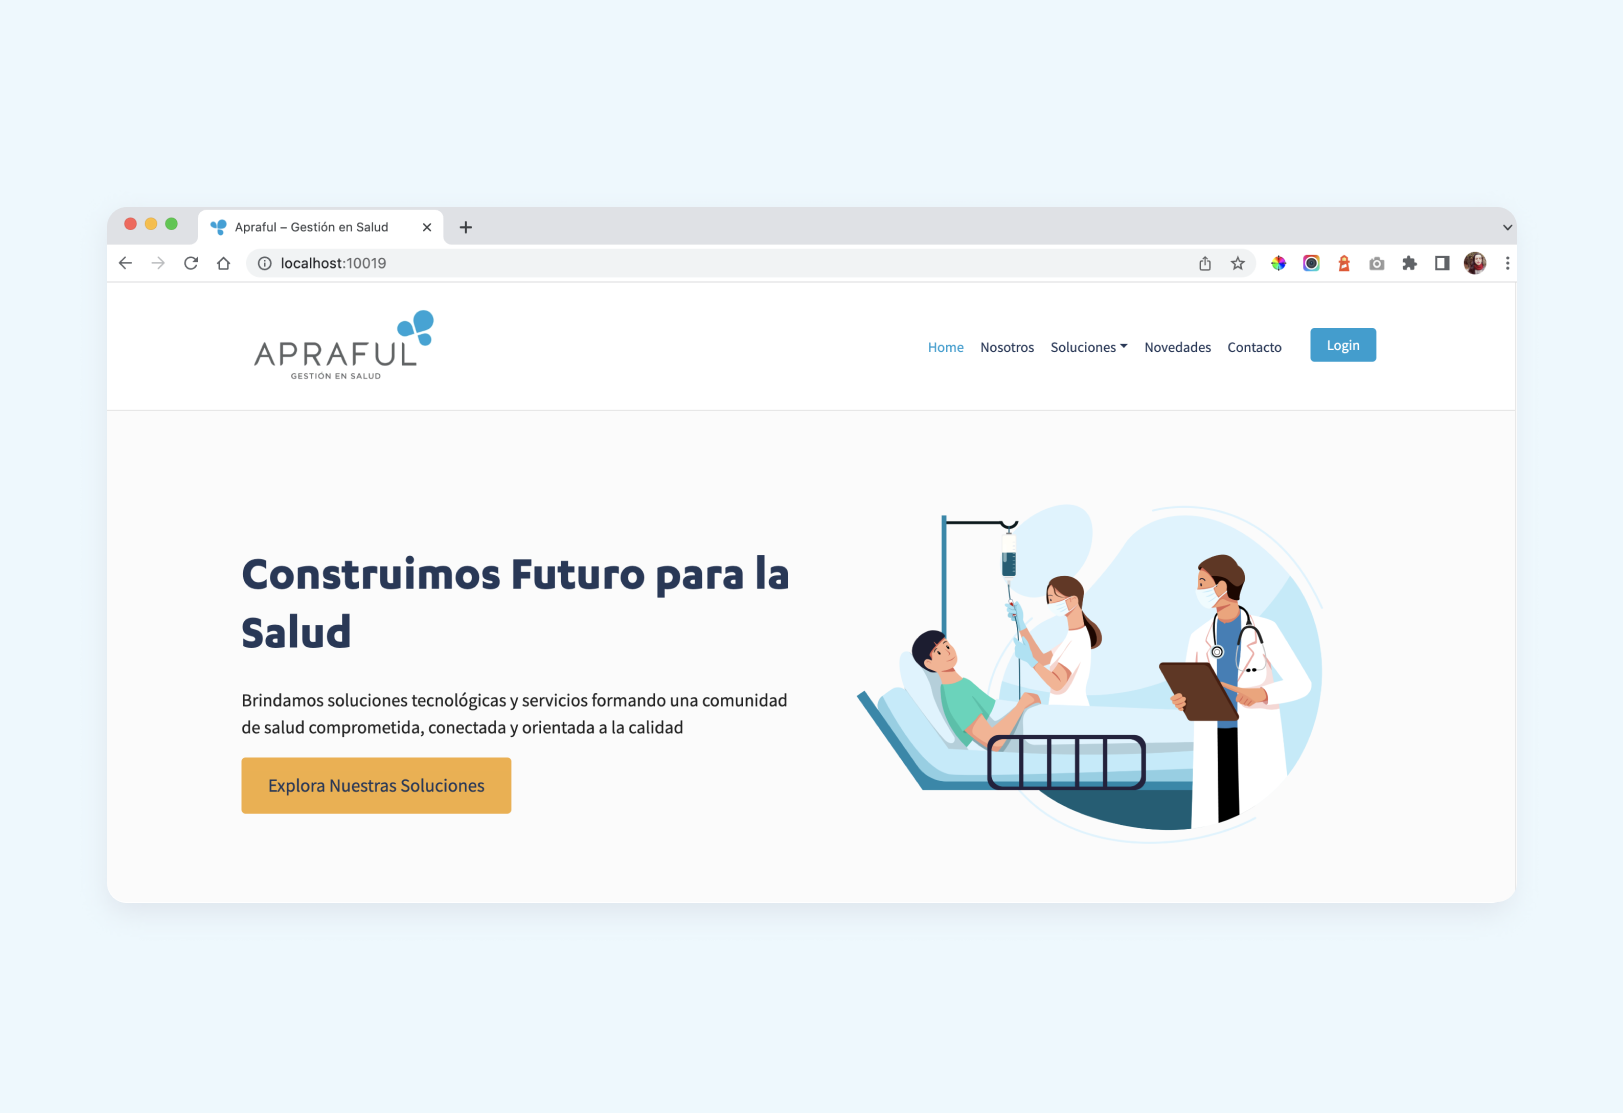 Apraful – Gestión en Salud
localhost:10019
APRAFUL
GESTIÓN EN SALUD
Home Nosotros Soluciones Novedades Contacto Login
Construimos Futuro para la
Salud
Brindamos soluciones tecnológicas y servicios formando una comunidad
de salud comprometida, conectada y orientada a la calidad
Explora Nuestras Soluciones